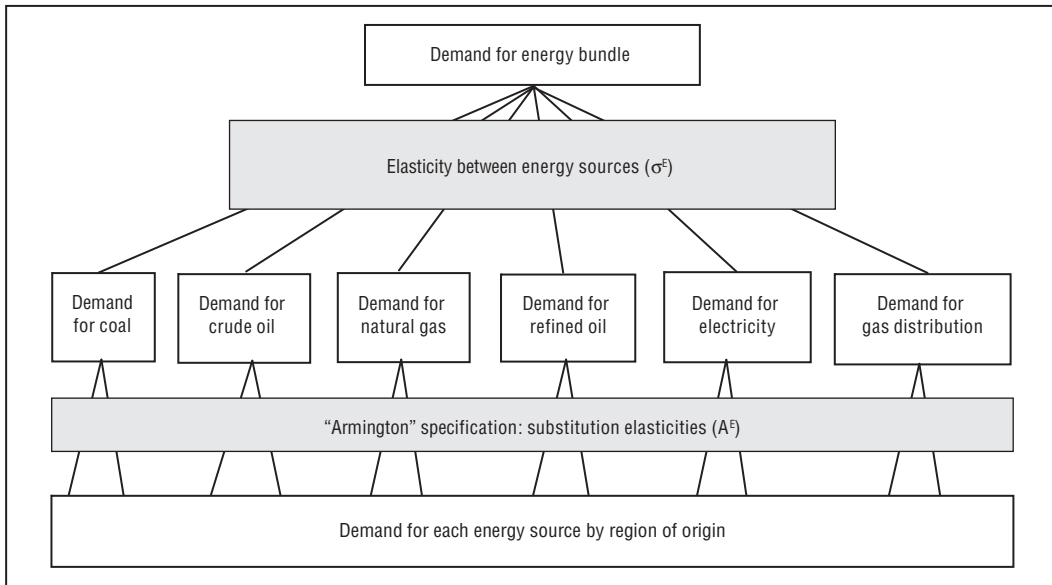 Demand for energy bundle
Elasticity between energy sources (σᴱ)
Demand
for coal
Demand for
crude oil
Demand for
natural gas
Demand for
refined oil
Demand for
electricity
Demand for
gas distribution
“Armington” specification: substitution elasticities (Aᴱ)
Demand for each energy source by region of origin